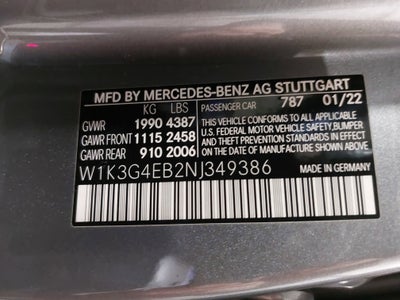 MFD BY MERCEDES-BENZ AG STUTTGART
KG LBS PASSENGER CAR 787 01/22
GVWR 1990 4387 THIS VEHICLE CONFORMS TO ALL APPLICABLE
GAWR FRONT 1115 2458 U.S. FEDERAL MOTOR VEHICLE SAFETY, BUMPER
GAWR REAR 910 2006 AND THEFT PREVENTION STANDARDS IN EFFECT
ON THE DATE OF MANUFACTURE SHOWN ABOVE.
W1K3G4EB2NJ349386
MADE IN GERMANY